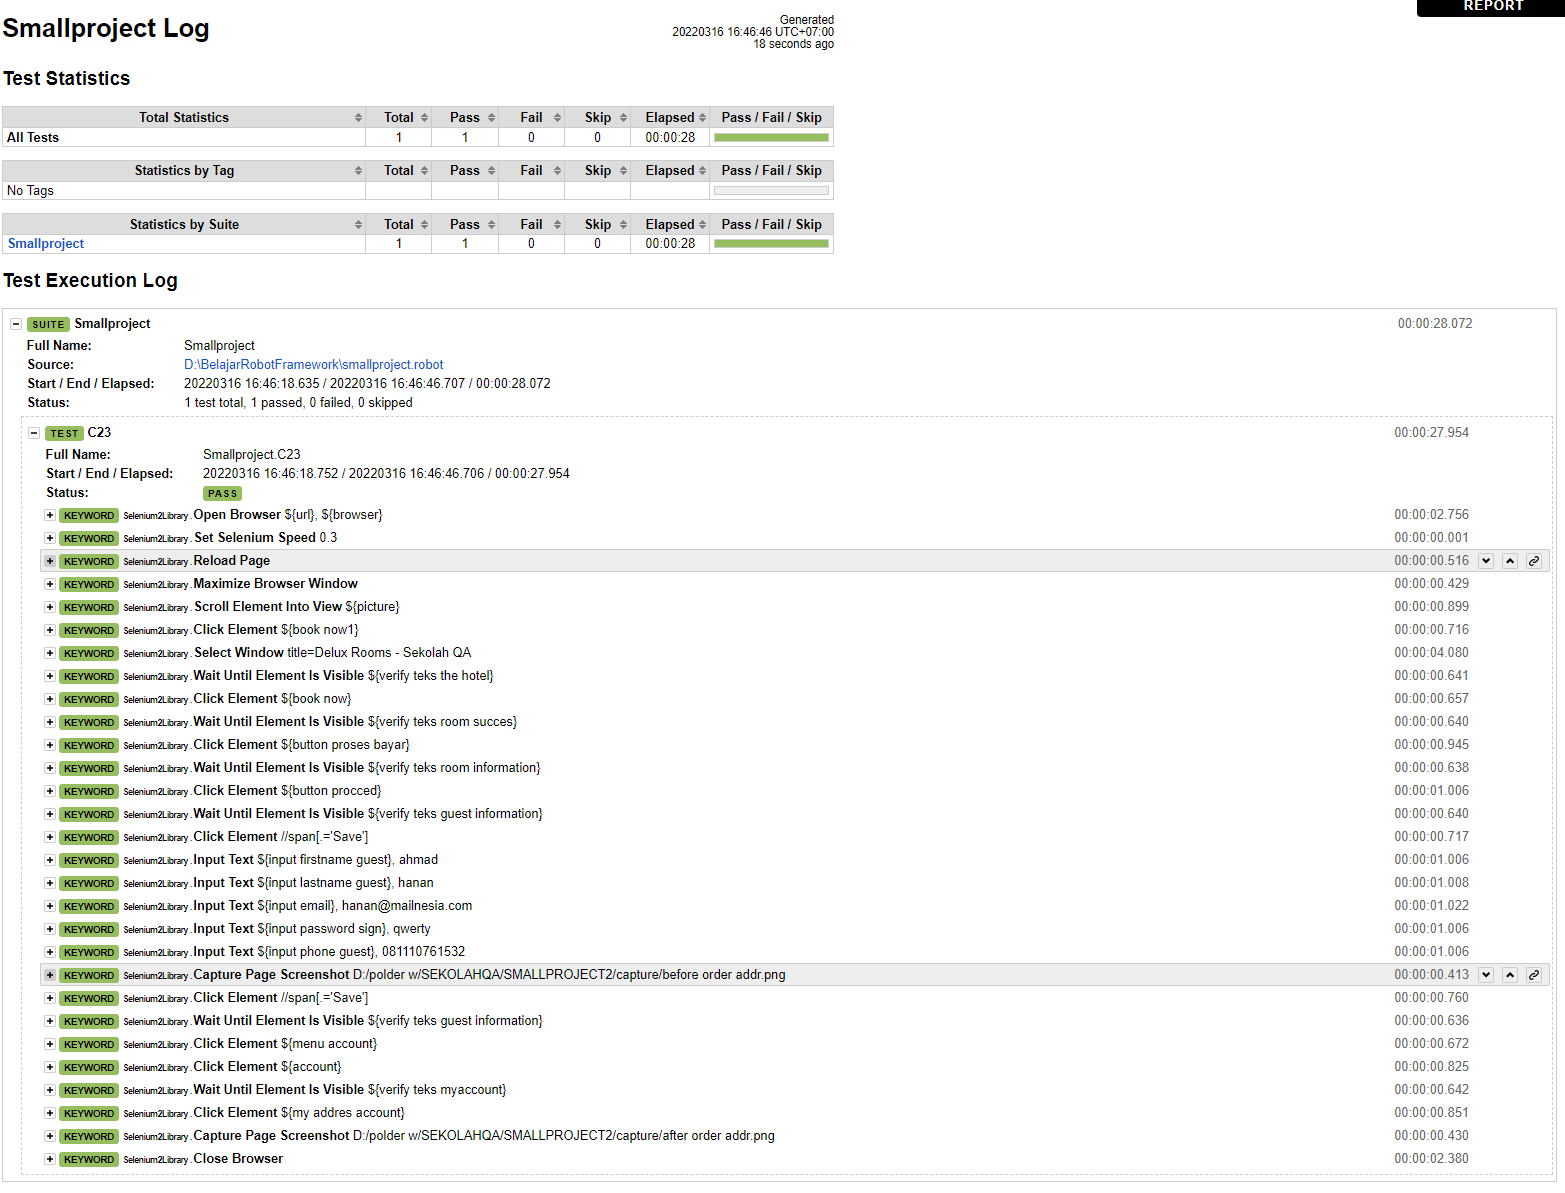 REPORT
Smallproject Log
Generated
20220316 16:46:46 UTC+07:00
18 seconds ago
Test Statistics
Total Statistics Total Pass Fail Skip Elapsed Pass / Fail / Skip
All Tests 1 1 0 0 00:00:28
Statistics by Tag Total Pass Fail Skip Elapsed Pass / Fail / Skip
No Tags
Statistics by Suite Total Pass Fail Skip Elapsed Pass / Fail / Skip
Smallproject 1 1 0 0 00:00:28
Test Execution Log
SUITE Smallproject 00:00:28.072
Full Name: Smallproject
Source: D:\BelajarRobotFramework\smallproject.robot
Start / End / Elapsed: 20220316 16:46:18.635 / 20220316 16:46:46.707 / 00:00:28.072
Status: 1 test total, 1 passed, 0 failed, 0 skipped
TEST C23 00:00:27.954
Full Name: Smallproject.C23
Start / End / Elapsed: 20220316 16:46:18.752 / 20220316 16:46:46.706 / 00:00:27.954
Status: PASS
KEYWORD Selenium2Library.Open Browser ${url}, ${browser} 00:00:02.756
KEYWORD Selenium2Library.Set Selenium Speed 0.3 00:00:00.001
KEYWORD Selenium2Library.Reload Page 00:00:00.516
KEYWORD Selenium2Library.Maximize Browser Window 00:00:00.429
KEYWORD Selenium2Library.Scroll Element Into View ${picture} 00:00:00.899
KEYWORD Selenium2Library.Click Element ${book now1} 00:00:00.716
KEYWORD Selenium2Library.Select Window title=Delux Rooms - Sekolah QA 00:00:04.080
KEYWORD Selenium2Library.Wait Until Element Is Visible ${verify teks the hotel} 00:00:00.641
KEYWORD Selenium2Library.Click Element ${book now} 00:00:00.657
KEYWORD Selenium2Library.Wait Until Element Is Visible ${verify teks room succes} 00:00:00.640
KEYWORD Selenium2Library.Click Element ${button proses bayar} 00:00:00.945
KEYWORD Selenium2Library.Wait Until Element Is Visible ${verify teks room information} 00:00:00.638
KEYWORD Selenium2Library.Click Element ${button procced} 00:00:01.006
KEYWORD Selenium2Library.Wait Until Element Is Visible ${verify teks guest information} 00:00:00.640
KEYWORD Selenium2Library.Click Element //span[.='Save'] 00:00:00.717
KEYWORD Selenium2Library.Input Text ${input firstname guest}, ahmad 00:00:01.006
KEYWORD Selenium2Library.Input Text ${input lastname guest}, hanan 00:00:01.008
KEYWORD Selenium2Library.Input Text ${input email}, hanan@mailnesia.com 00:00:01.022
KEYWORD Selenium2Library.Input Text ${input password sign}, qwerty 00:00:01.006
KEYWORD Selenium2Library.Input Text ${input phone guest}, 081110761532 00:00:01.006
KEYWORD Selenium2Library.Capture Page Screenshot D:/polder w/SEKOLAHQA/SMALLPROJECT2/capture/before order addr.png 00:00:00.413
KEYWORD Selenium2Library.Click Element //span[.='Save'] 00:00:00.760
KEYWORD Selenium2Library.Wait Until Element Is Visible ${verify teks guest information} 00:00:00.636
KEYWORD Selenium2Library.Click Element ${menu account} 00:00:00.672
KEYWORD Selenium2Library.Click Element ${account} 00:00:00.825
KEYWORD Selenium2Library.Wait Until Element Is Visible ${verify teks myaccount} 00:00:00.642
KEYWORD Selenium2Library.Click Element ${my addres account} 00:00:00.851
KEYWORD Selenium2Library.Capture Page Screenshot D:/polder w/SEKOLAHQA/SMALLPROJECT2/capture/after order addr.png 00:00:00.430
KEYWORD Selenium2Library.Close Browser 00:00:02.380